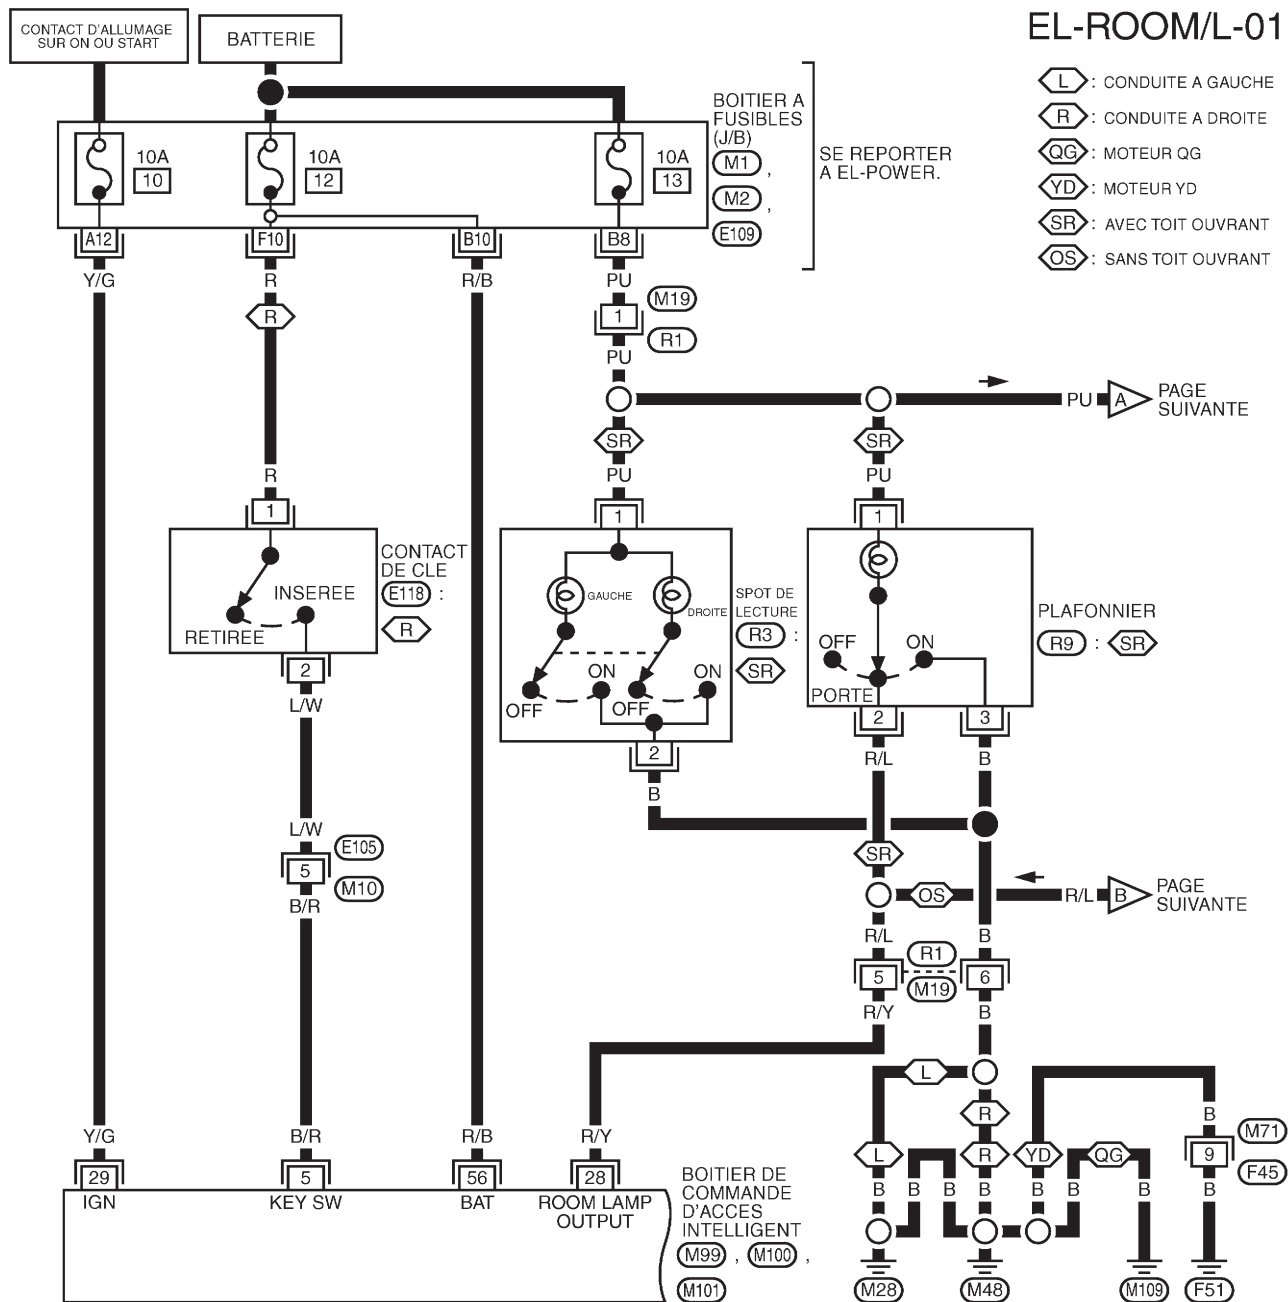 EL-ROOM/L-01
CONTACT D'ALLUMAGE
SUR ON OU START
BATTERIE
L : CONDUITE A GAUCHE
R : CONDUITE A DROITE
QG : MOTEUR QG
YD : MOTEUR YD
SR : AVEC TOIT OUVRANT
OS : SANS TOIT OUVRANT
BOITIER A
FUSIBLES
(J/B)
M1 ,
M2 ,
E109
SE REPORTER
A EL-POWER.
10A
10
10A
12
10A
13
A12
F10
B10
B8
Y/G
R
R/B
PU
R
1
M19
R1
PU
PU
A
PAGE
SUIVANTE
SR
SR
R
PU
PU
1
1
1
CONTACT
DE CLE
E118 :
R
INSEREE
RETIREE
2
L/W
GAUCHE
DROITE
ON
ON
OFF
OFF
SPOT DE
LECTURE
R3 :
SR
2
B
OFF
ON
PORTE
PLAFONNIER
R9 : SR
2
3
R/L
B
L/W
E105
5
M10
B/R
SR
OS
R/L
B
PAGE
SUIVANTE
R/L
B
R1
5
6
M19
R/Y
B
L
R
L
R
YD
QG
B
M71
9
F45
Y/G
B/R
R/B
R/Y
29
5
56
28
IGN
KEY SW
BAT
ROOM LAMP
OUTPUT
BOITIER DE
COMMANDE
D'ACCES
INTELLIGENT
M99 , M100 ,
M101
B
B
B
B
B
B
B
B
M28
M48
M109
F51